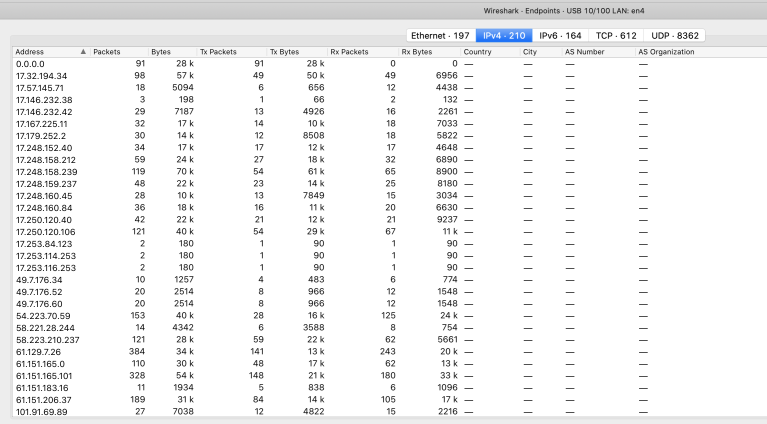 Wireshark · Endpoints · USB 10/100 LAN: en4
Ethernet · 197 IPv4 · 210 IPv6 · 164 TCP · 612 UDP · 8362
Address ▲ Packets Bytes Tx Packets Tx Bytes Rx Packets Rx Bytes Country City AS Number AS Organization
0.0.0.0 91 28 k 91 28 k 0 0 — — — —
17.32.194.34 98 57 k 49 50 k 49 6956 — — — —
17.57.145.71 18 5094 6 656 12 4438 — — — —
17.146.232.38 3 198 1 66 2 132 — — — —
17.146.232.42 29 7187 13 4926 16 2261 — — — —
17.167.225.11 32 17 k 14 10 k 18 7033 — — — —
17.179.252.2 30 14 k 12 8508 18 5822 — — — —
17.248.152.40 34 17 k 17 12 k 17 4648 — — — —
17.248.158.212 59 24 k 27 18 k 32 6890 — — — —
17.248.158.239 119 70 k 54 61 k 65 8900 — — — —
17.248.159.237 48 22 k 23 14 k 25 8180 — — — —
17.248.160.45 28 10 k 13 7849 15 3034 — — — —
17.248.160.84 36 18 k 16 11 k 20 6630 — — — —
17.250.120.40 42 22 k 21 12 k 21 9237 — — — —
17.250.120.106 121 40 k 54 29 k 67 11 k — — — —
17.253.84.123 2 180 1 90 1 90 — — — —
17.253.114.253 2 180 1 90 1 90 — — — —
17.253.116.253 2 180 1 90 1 90 — — — —
49.7.176.34 10 1257 4 483 6 774 — — — —
49.7.176.52 20 2514 8 966 12 1548 — — — —
49.7.176.60 20 2514 8 966 12 1548 — — — —
54.223.70.59 153 40 k 28 16 k 125 24 k — — — —
58.221.28.244 14 4342 6 3588 8 754 — — — —
58.223.210.237 121 28 k 59 22 k 62 5661 — — — —
61.129.7.26 384 34 k 141 13 k 243 20 k — — — —
61.151.165.0 110 30 k 48 17 k 62 13 k — — — —
61.151.165.101 328 54 k 148 21 k 180 33 k — — — —
61.151.183.16 11 1934 5 838 6 1096 — — — —
61.151.206.37 189 31 k 84 14 k 105 17 k — — — —
101.91.69.89 27 7038 12 4822 15 2216 — — — —